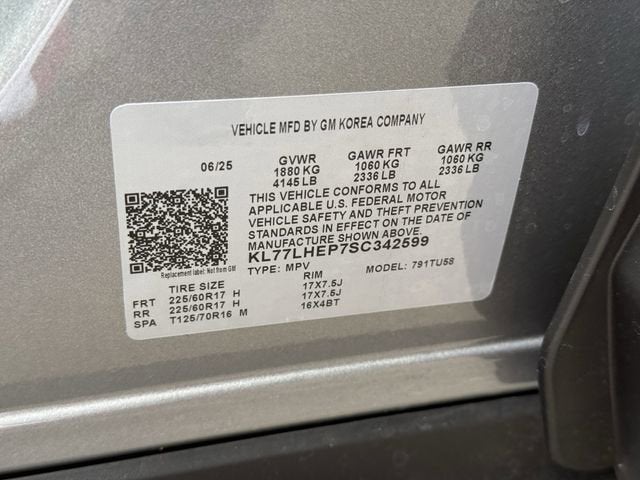 VEHICLE MFD BY GM KOREA COMPANY
06/25 GVWR GAWR FRT GAWR RR
1880 KG 1060 KG 1060 KG
4145 LB 2336 LB 2336 LB
THIS VEHICLE CONFORMS TO ALL
APPLICABLE U.S. FEDERAL MOTOR
VEHICLE SAFETY AND THEFT PREVENTION
STANDARDS IN EFFECT ON THE DATE OF
MANUFACTURE SHOWN ABOVE.
KL77LHEP7SC342599
Replacement label: Not from GM
TYPE: MPV MODEL: 791TU58
TIRE SIZE RIM
FRT 225/60R17 H 17X7.5J
RR 225/60R17 H 17X7.5J
SPA T125/70R16 M 16X4BT